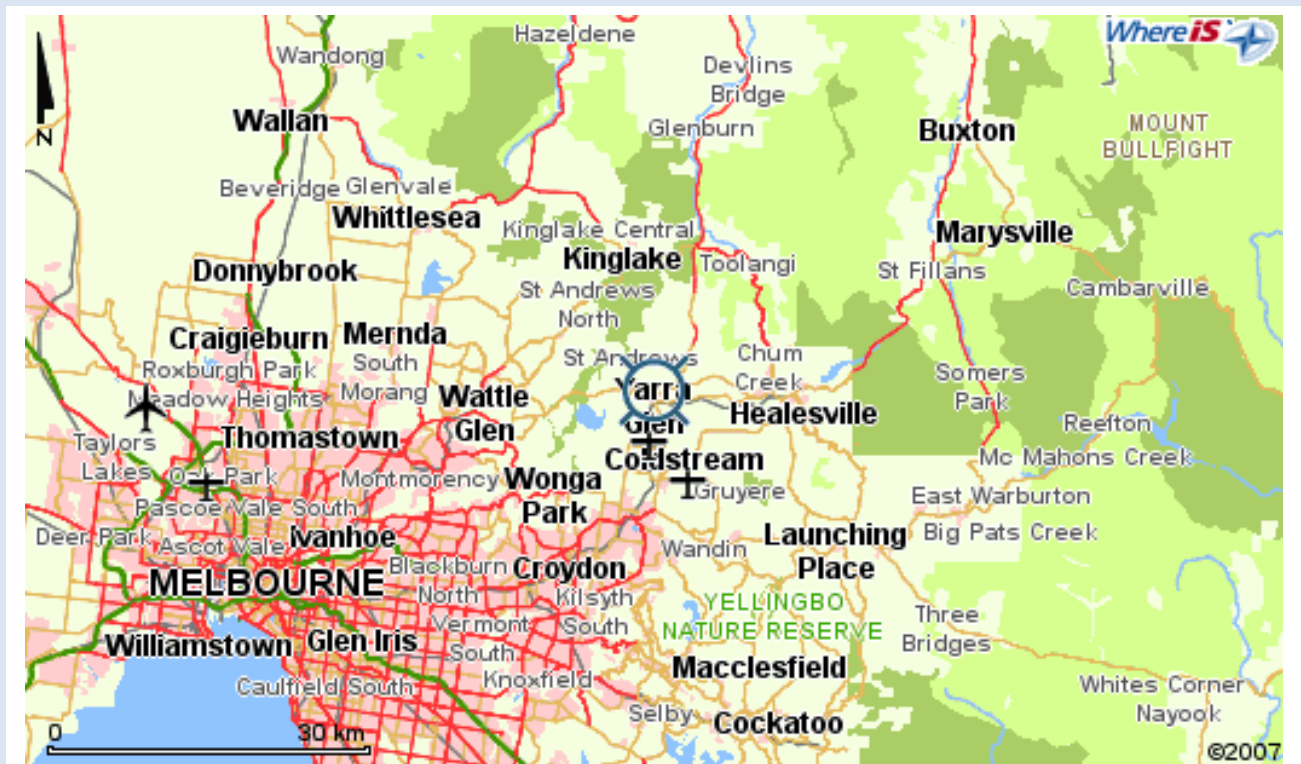 Hazeldene
WhereiS
Wandong
Devlins
Bridge
Wallan
Glenburn
Buxton
MOUNT
BULLFIGHT
N
Beveridge
Glenvale
Whittlesea
Kinglake Central
Marysville
Kinglake
Toolangi
St Fillans
Donnybrook
St Andrews
North
Cambarville
Craigieburn
Mernda
South
Morang
St Andrews
Chum
Creek
Roxburgh Park
Meadow Heights
Somers
Park
Yarra
Glen
Wattle
Glen
Healesville
Reefton
Taylors
Lakes
Thomastown
Coldstream
Mc Mahons Creek
Oak Park
Montmorency
Wonga
Park
Gruyere
East Warburton
Pascoe Vale South
Deer Park
Ascot Vale
Ivanhoe
Launching
Place
Big Pats Creek
Wandin
MELBOURNE
Blackburn
North
Croydon
Kilsyth
South
YELLINGBO
NATURE RESERVE
Three
Bridges
Williamstown
Glen Iris
Vermont
South
Macclesfield
Caulfield South
Knoxfield
Whites Corner
Nayook
Selby
Cockatoo
0
30 km
©2007